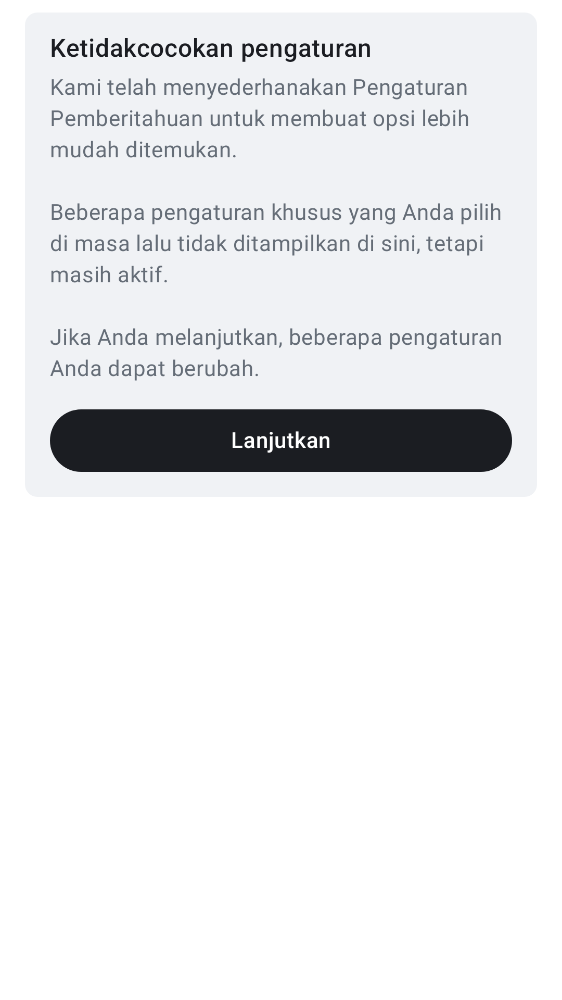 Ketidakcocokan pengaturan
Kami telah menyederhanakan Pengaturan
Pemberitahuan untuk membuat opsi lebih
mudah ditemukan.
Beberapa pengaturan khusus yang Anda pilih
di masa lalu tidak ditampilkan di sini, tetapi
masih aktif.
Jika Anda melanjutkan, beberapa pengaturan
Anda dapat berubah.
Lanjutkan